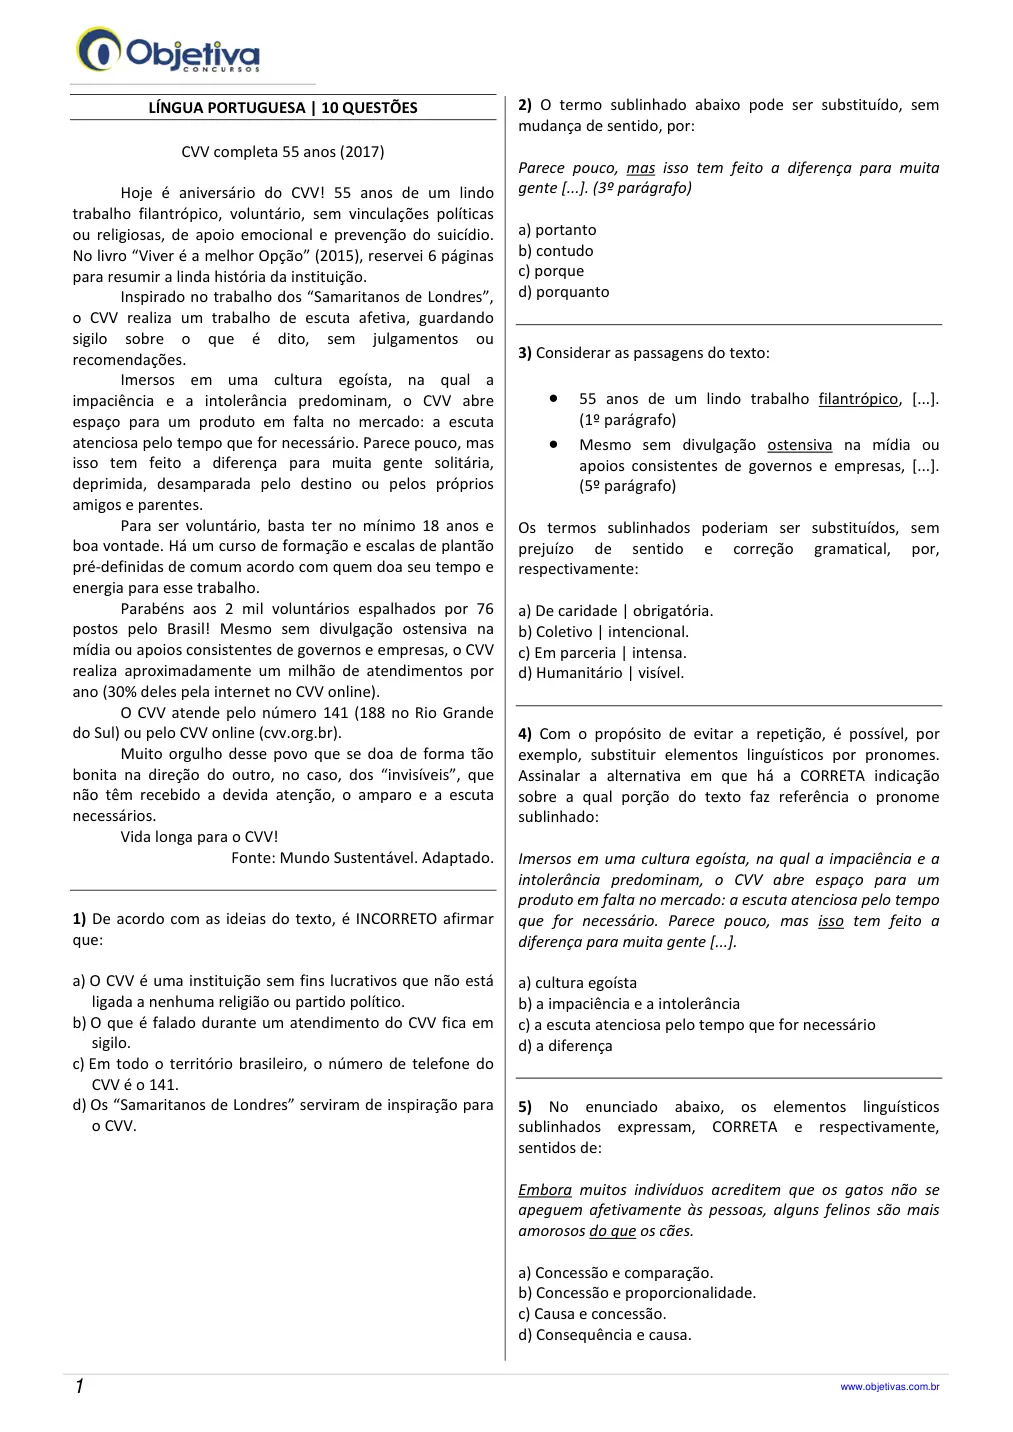 Objetiva
CONCURSOS
LÍNGUA PORTUGUESA | 10 QUESTÕES
CVV completa 55 anos (2017)
Hoje é aniversário do CVV! 55 anos de um lindo
trabalho filantrópico, voluntário, sem vinculações políticas
ou religiosas, de apoio emocional e prevenção do suicídio.
No livro “Viver é a melhor Opção” (2015), reservei 6 páginas
para resumir a linda história da instituição.
Inspirado no trabalho dos “Samaritanos de Londres”,
o CVV realiza um trabalho de escuta afetiva, guardando
sigilo sobre o que é dito, sem julgamentos ou
recomendações.
Imersos em uma cultura egoísta, na qual a
impaciência e a intolerância predominam, o CVV abre
espaço para um produto em falta no mercado: a escuta
atenciosa pelo tempo que for necessário. Parece pouco, mas
isso tem feito a diferença para muita gente solitária,
deprimida, desamparada pelo destino ou pelos próprios
amigos e parentes.
Para ser voluntário, basta ter no mínimo 18 anos e
boa vontade. Há um curso de formação e escalas de plantão
pré-definidas de comum acordo com quem doa seu tempo e
energia para esse trabalho.
Parabéns aos 2 mil voluntários espalhados por 76
postos pelo Brasil! Mesmo sem divulgação ostensiva na
mídia ou apoios consistentes de governos e empresas, o CVV
realiza aproximadamente um milhão de atendimentos por
ano (30% deles pela internet no CVV online).
O CVV atende pelo número 141 (188 no Rio Grande
do Sul) ou pelo CVV online (cvv.org.br).
Muito orgulho desse povo que se doa de forma tão
bonita na direção do outro, no caso, dos “invisíveis”, que
não têm recebido a devida atenção, o amparo e a escuta
necessários.
Vida longa para o CVV!
Fonte: Mundo Sustentável. Adaptado.
1) De acordo com as ideias do texto, é INCORRETO afirmar
que:
a) O CVV é uma instituição sem fins lucrativos que não está
ligada a nenhuma religião ou partido político.
b) O que é falado durante um atendimento do CVV fica em
sigilo.
c) Em todo o território brasileiro, o número de telefone do
CVV é o 141.
d) Os “Samaritanos de Londres” serviram de inspiração para
o CVV.
2) O termo sublinhado abaixo pode ser substituído, sem
mudança de sentido, por:
Parece pouco, mas isso tem feito a diferença para muita
gente [...]. (3º parágrafo)
a) portanto
b) contudo
c) porque
d) porquanto
3) Considerar as passagens do texto:
• 55 anos de um lindo trabalho filantrópico, [...].
(1º parágrafo)
• Mesmo sem divulgação ostensiva na mídia ou
apoios consistentes de governos e empresas, [...].
(5º parágrafo)
Os termos sublinhados poderiam ser substituídos, sem
prejuízo de sentido e correção gramatical, por,
respectivamente:
a) De caridade | obrigatória.
b) Coletivo | intencional.
c) Em parceria | intensa.
d) Humanitário | visível.
4) Com o propósito de evitar a repetição, é possível, por
exemplo, substituir elementos linguísticos por pronomes.
Assinalar a alternativa em que há a CORRETA indicação
sobre a qual porção do texto faz referência o pronome
sublinhado:
Imersos em uma cultura egoísta, na qual a impaciência e a
intolerância predominam, o CVV abre espaço para um
produto em falta no mercado: a escuta atenciosa pelo tempo
que for necessário. Parece pouco, mas isso tem feito a
diferença para muita gente [...].
a) cultura egoísta
b) a impaciência e a intolerância
c) a escuta atenciosa pelo tempo que for necessário
d) a diferença
5) No enunciado abaixo, os elementos linguísticos
sublinhados expressam, CORRETA e respectivamente,
sentidos de:
Embora muitos indivíduos acreditem que os gatos não se
apeguem afetivamente às pessoas, alguns felinos são mais
amorosos do que os cães.
a) Concessão e comparação.
b) Concessão e proporcionalidade.
c) Causa e concessão.
d) Consequência e causa.
1
www.objetivas.com.br